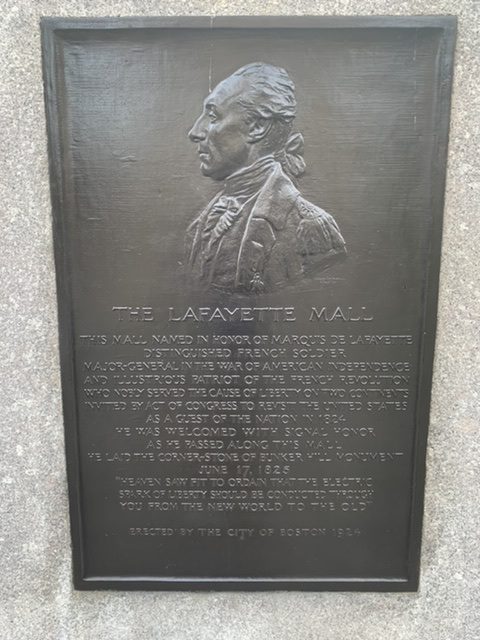 THE LAFAYETTE MALL
THIS MALL NAMED IN HONOR OF MARQUIS DE LAFAYETTE
DISTINGUISHED FRENCH SOLDIER
MAJOR-GENERAL IN THE WAR OF AMERICAN INDEPENDENCE
AND ILLUSTRIOUS PATRIOT OF THE FRENCH REVOLUTION
WHO NOBLY SERVED THE CAUSE OF LIBERTY ON TWO CONTINENTS
INVITED BY ACT OF CONGRESS TO REVISIT THE UNITED STATES
AS A GUEST OF THE NATION IN 1824
HE WAS WELCOMED WITH SIGNAL HONOR
AS HE PASSED ALONG THIS MALL
HE LAID THE CORNER-STONE OF BUNKER HILL MONUMENT
JUNE 17, 1825
"HEAVEN SAW FIT TO ORDAIN THAT THE ELECTRIC
SPARK OF LIBERTY SHOULD BE CONDUCTED THROUGH
YOU FROM THE NEW WORLD TO THE OLD"
ERECTED BY THE CITY OF BOSTON 1924